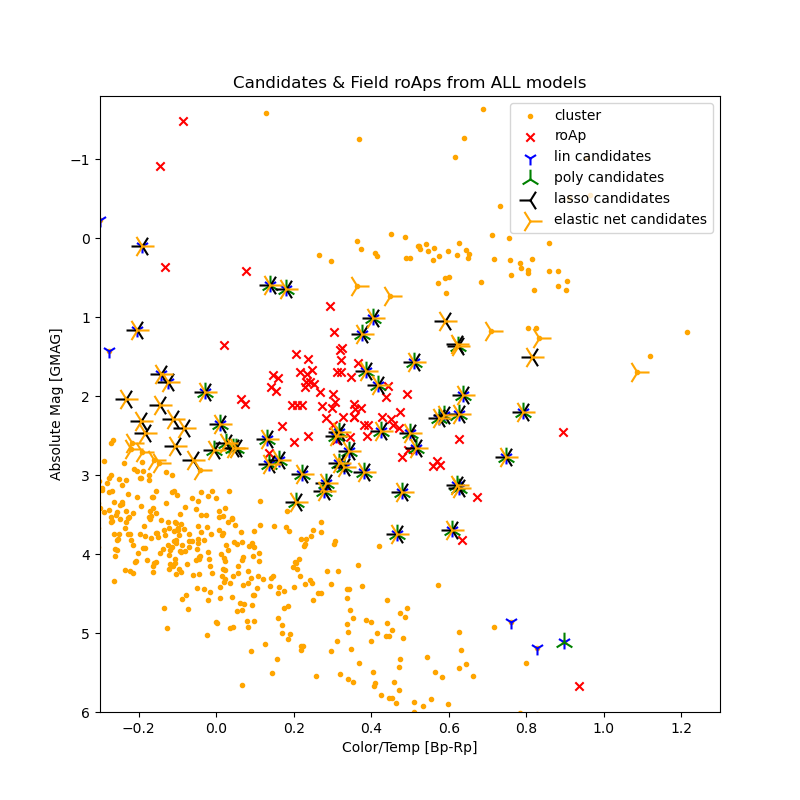 Candidates & Field roAps from ALL models
cluster
roAp
lin candidates
poly candidates
lasso candidates
elastic net candidates
Absolute Mag [GMAG]
−1
0
1
2
3
4
5
6
−0.2
0.0
0.2
0.4
0.6
0.8
1.0
1.2
Color/Temp [Bp-Rp]